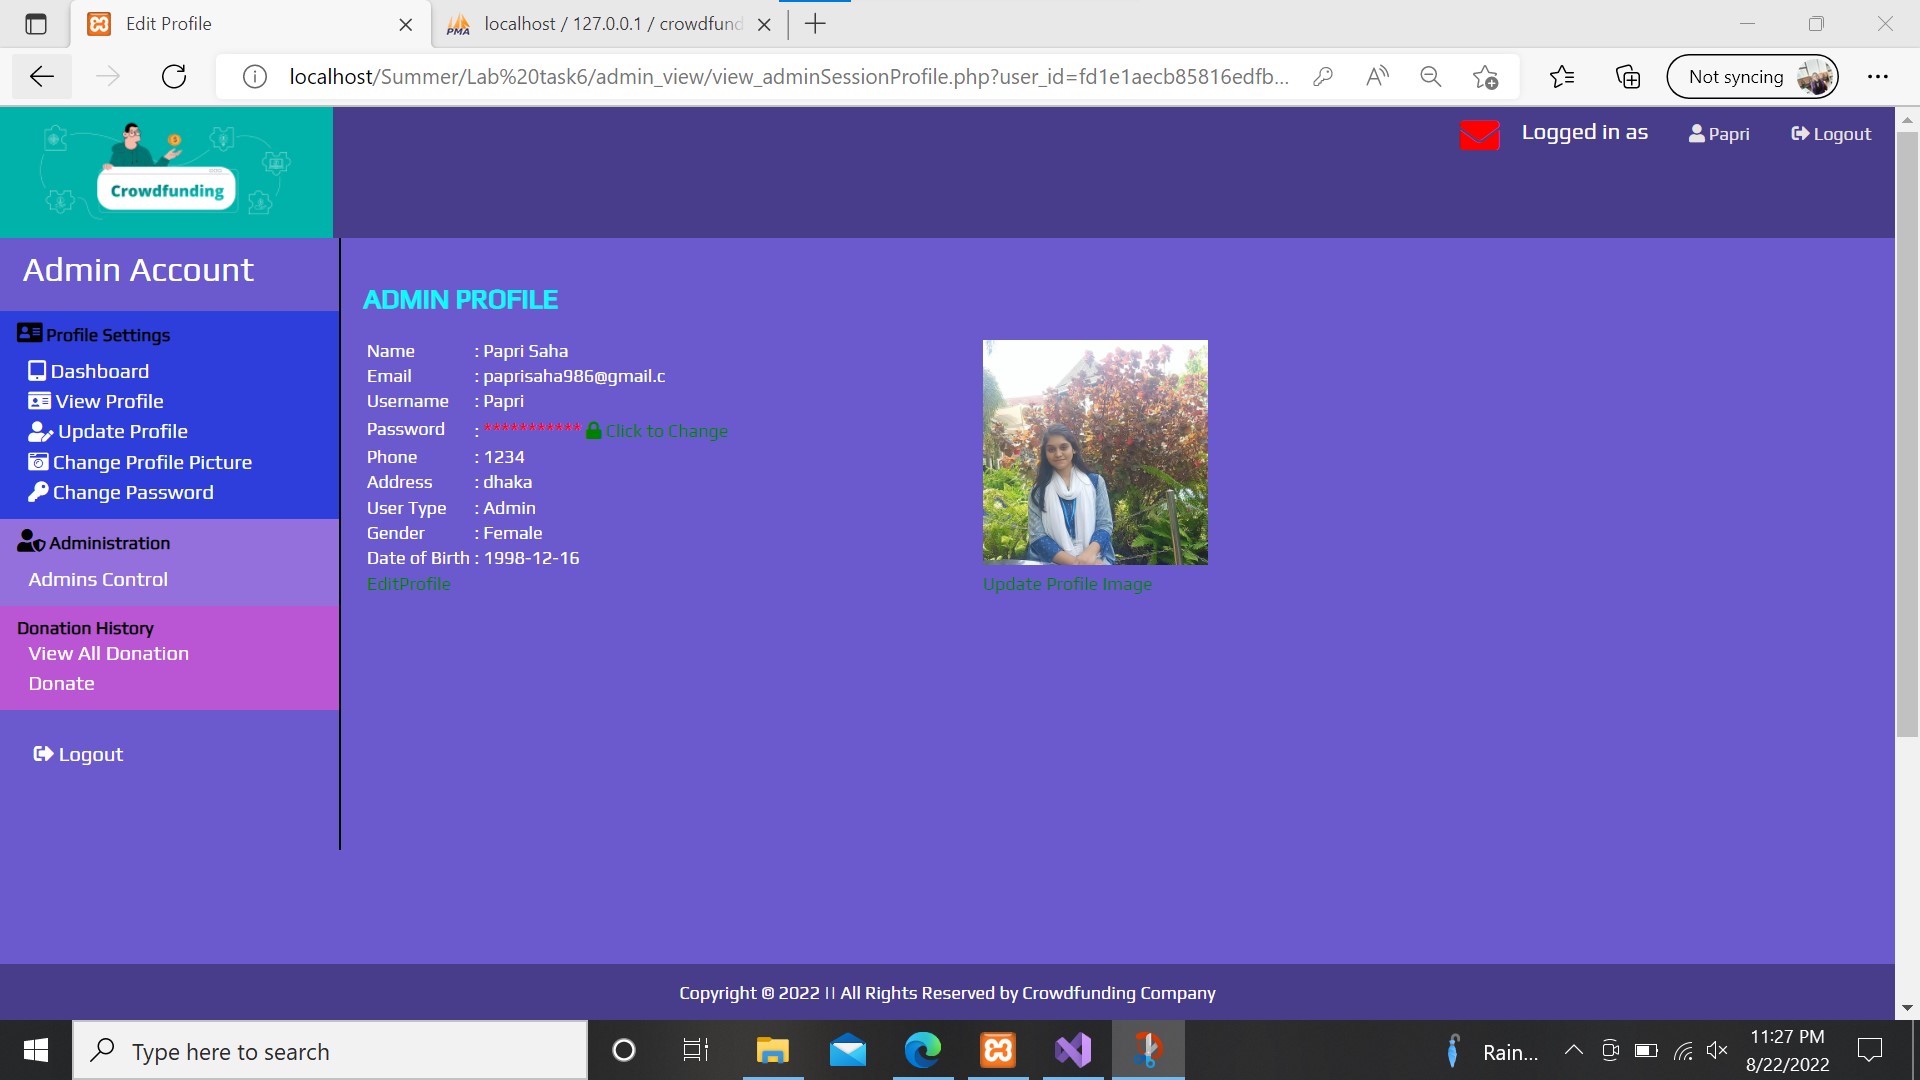 Edit Profile
localhost / 127.0.0.1 / crowdfund
localhost/Summer/Lab%20task6/admin_view/view_adminSessionProfile.php?user_id=fd1e1aecb85816edfb...
Not syncing
Crowdfunding
Logged in as
Papri
Logout
Admin Account
Profile Settings
Dashboard
View Profile
Update Profile
Change Profile Picture
Change Password
Administration
Admins Control
Donation History
View All Donation
Donate
Logout
ADMIN PROFILE
Name : Papri Saha
Email : paprisaha986@gmail.c
Username : Papri
Password : *********** Click to Change
Phone : 1234
Address : dhaka
User Type : Admin
Gender : Female
Date of Birth : 1998-12-16
EditProfile
Update Profile Image
Copyright © 2022 || All Rights Reserved by Crowdfunding Company
Type here to search
Rain...
11:27 PM
8/22/2022